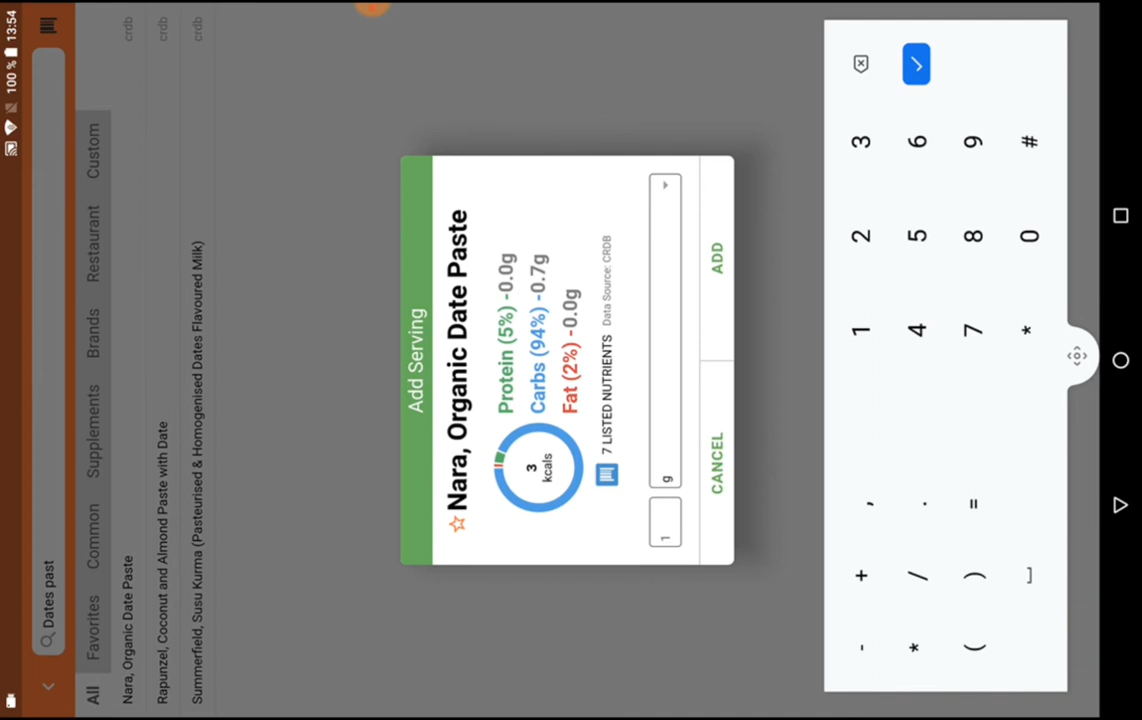 100 % 13:54
Dates past
All Favorites Common Supplements Brands Restaurant Custom
Nara, Organic Date Paste crdb
Rapunzel, Coconut and Almond Paste with Date crdb
Summerfield, Susu Kurma (Pasteurised & Homogenised Dates Flavoured Milk) crdb
Add Serving
Nara, Organic Date Paste
3
kcals
Protein (5%) -0.0g
Carbs (94%) -0.7g
Fat (2%) -0.0g
7 LISTED NUTRIENTS Data Source: CRDB
1 g
CANCEL ADD
- + , 1 2 3
* / . 4 5 6
( ) = 7 8 9
* 0 #